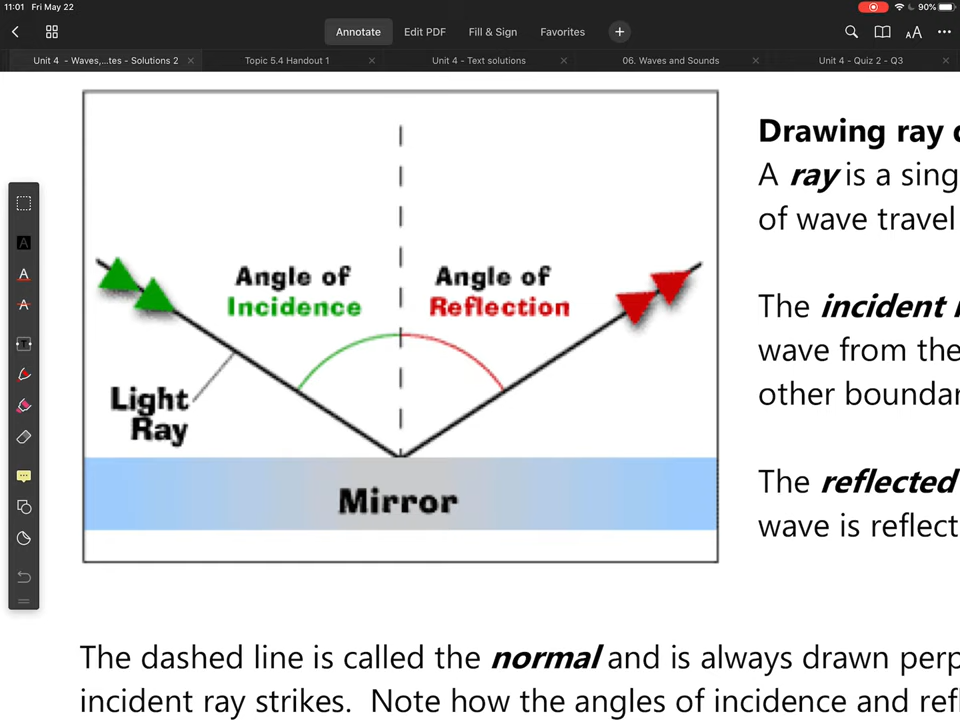 11:01 Fri May 22
90%
Annotate
Edit PDF
Fill & Sign
Favorites
Unit 4 - Waves,...tes - Solutions 2
Topic 5.4 Handout 1
Unit 4 - Text solutions
06. Waves and Sounds
Unit 4 - Quiz 2 - Q3
Angle of
Incidence
Angle of
Reflection
Light
Ray
Mirror
Drawing ray
A ray is a sing
of wave travel
The incident
wave from the
other boundar
The reflected
wave is reflect
The dashed line is called the normal and is always drawn perp
incident ray strikes. Note how the angles of incidence and refl